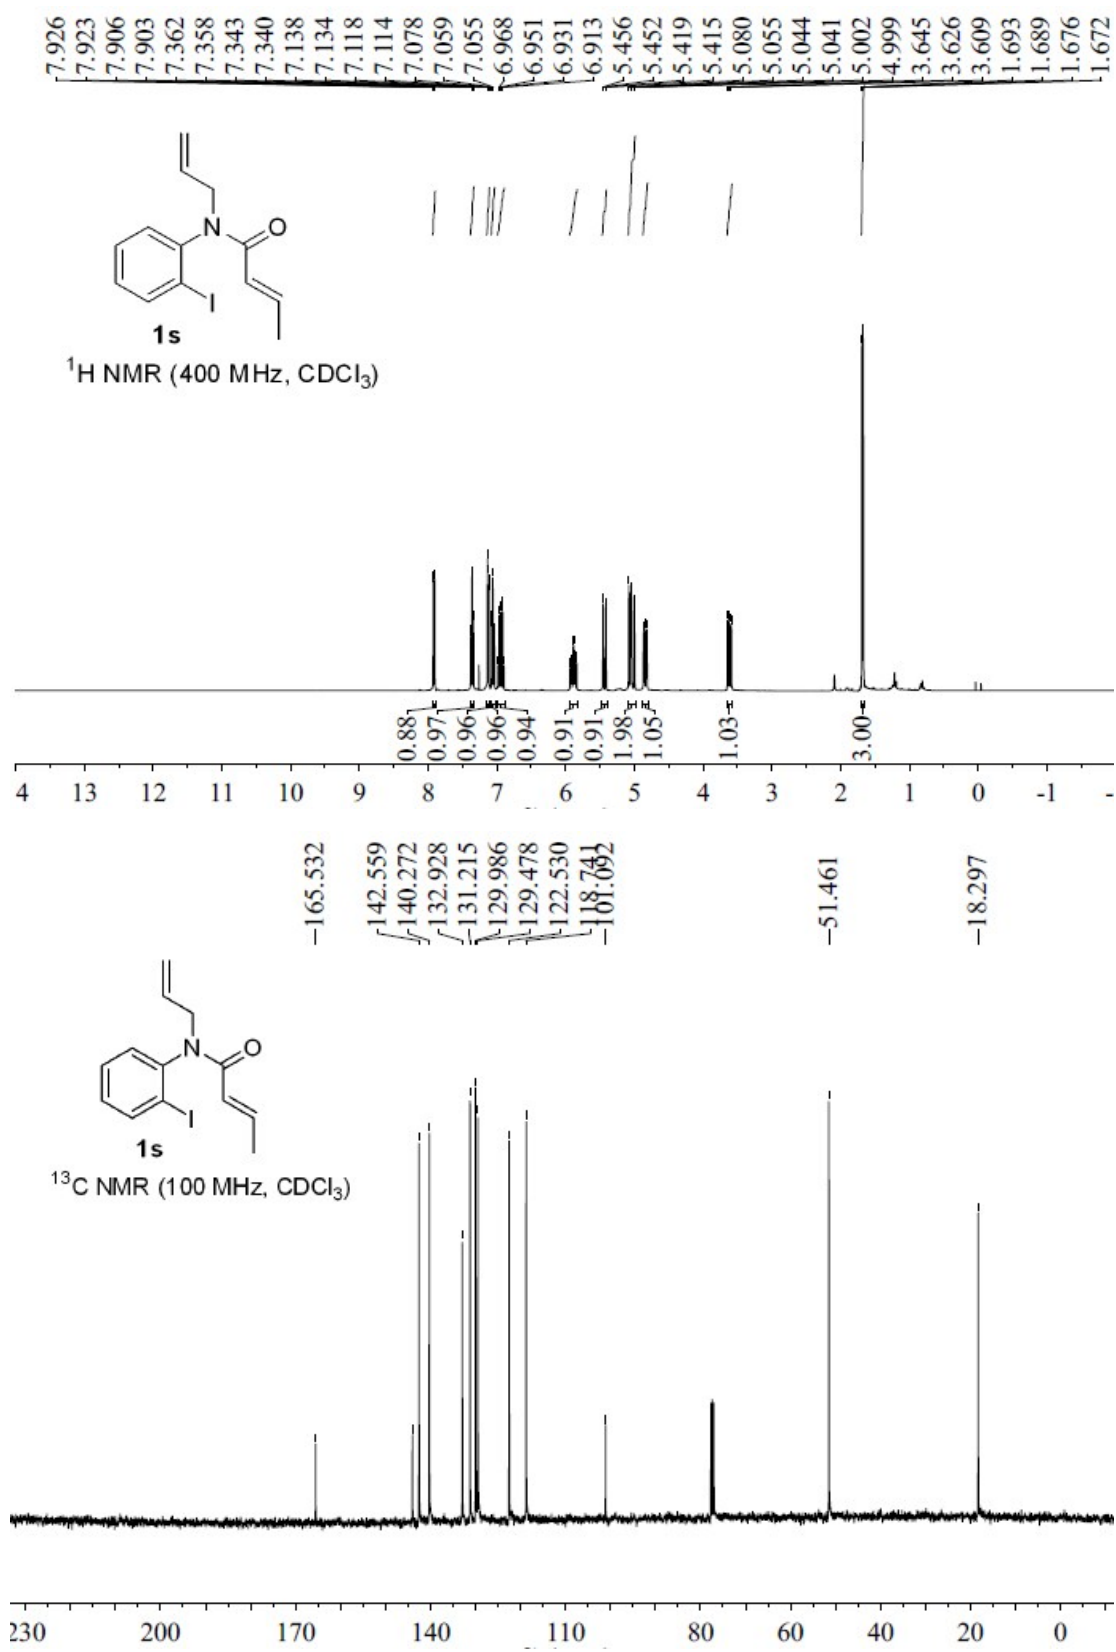 7.926 7.923 7.906 7.903 7.362 7.358 7.343 7.340 7.138 7.134 7.118 7.114 7.078 7.059 7.055 6.968 6.951 6.931 6.913 5.456 5.452 5.419 5.415 5.080 5.055 5.044 5.041 5.002 4.999 3.645 3.626 3.609 1.693 1.689 1.676 1.672
N O
I
1s
¹H NMR (400 MHz, CDCl₃)
0.88 0.97 0.96 0.96 0.94 0.91 0.91 1.98 1.05 1.03 3.00
4 13 12 11 10 9 8 7 6 5 4 3 2 1 0 -1 -
165.532 142.559 140.272 132.928 131.215 129.986 129.478 122.530 118.741 101.092 51.461 18.297
N O
I
1s
¹³C NMR (100 MHz, CDCl₃)
230 200 170 140 110 80 60 40 20 0